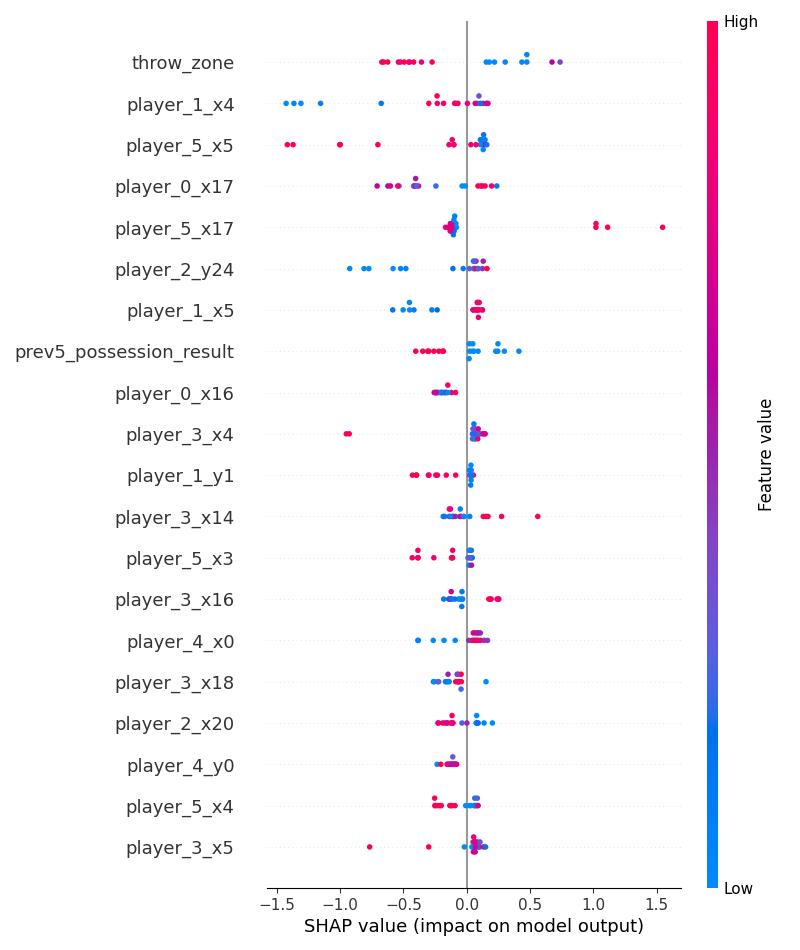 High
throw_zone
player_1_x4
player_5_x5
player_0_x17
player_5_x17
player_2_y24
player_1_x5
prev5_possession_result
player_0_x16
player_3_x4
player_1_y1
player_3_x14
player_5_x3
player_3_x16
player_4_x0
player_3_x18
player_2_x20
player_4_y0
player_5_x4
player_3_x5
Feature value
Low
−1.5 −1.0 −0.5 0.0 0.5 1.0 1.5
SHAP value (impact on model output)